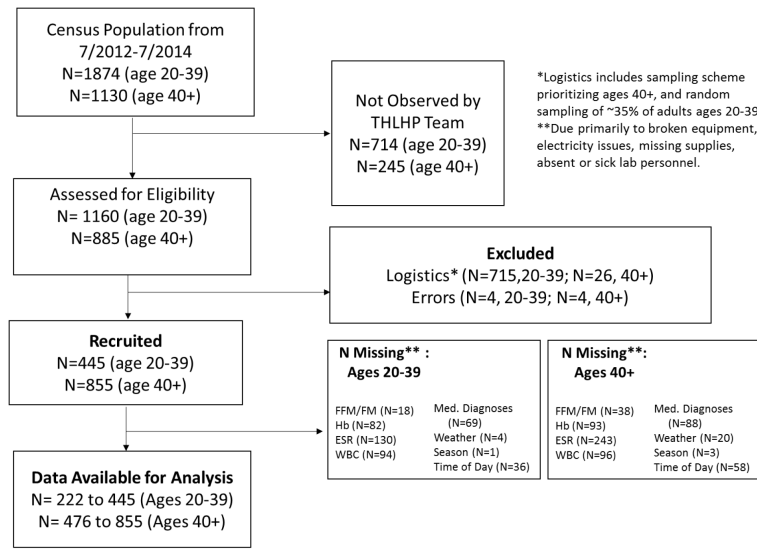 Census Population from
7/2012-7/2014
N=1874 (age 20-39)
N=1130 (age 40+)
Not Observed by
THLHP Team
N=714 (age 20-39)
N=245 (age 40+)
*Logistics includes sampling scheme
prioritizing ages 40+, and random
sampling of ~35% of adults ages 20-39
**Due primarily to broken equipment,
electricity issues, missing supplies,
absent or sick lab personnel.
Assessed for Eligibility
N= 1160 (age 20-39)
N=885 (age 40+)
Excluded
Logistics* (N=715,20-39; N=26, 40+)
Errors (N=4, 20-39; N=4, 40+)
Recruited
N=445 (age 20-39)
N=855 (age 40+)
N Missing** :
Ages 20-39
FFM/FM (N=18)
Hb (N=82)
ESR (N=130)
WBC (N=94)
Med. Diagnoses
(N=69)
Weather (N=4)
Season (N=1)
Time of Day (N=36)
N Missing**:
Ages 40+
FFM/FM (N=38)
Hb (N=93)
ESR (N=243)
WBC (N=96)
Med. Diagnoses
(N=88)
Weather (N=20)
Season (N=3)
Time of Day (N=58)
Data Available for Analysis
N= 222 to 445 (Ages 20-39)
N= 476 to 855 (Ages 40+)